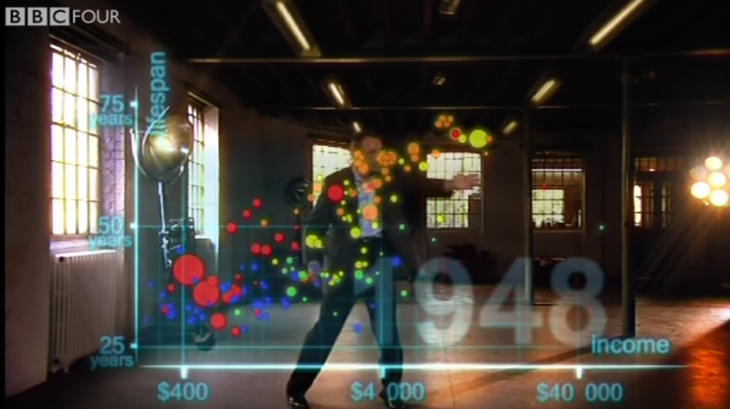 BBC FOUR
lifespan
75
years
50
years
25
years
1948
income
$400
$4 000
$40 000